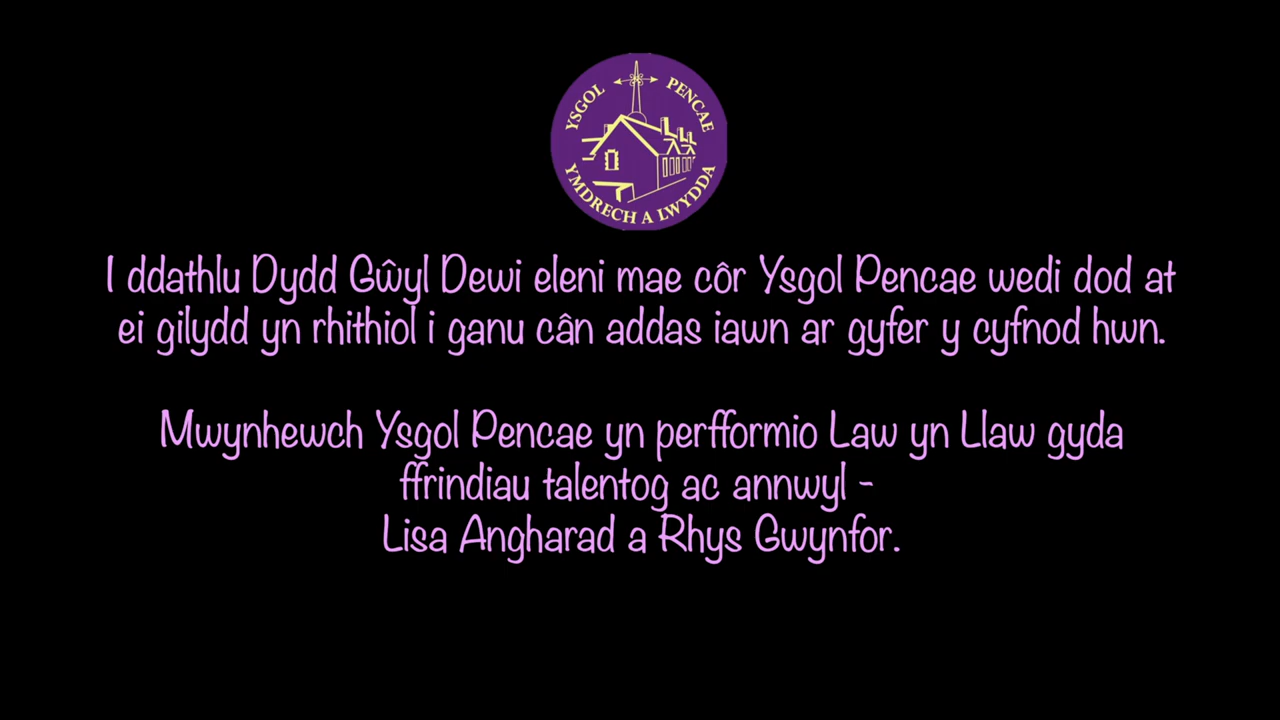 YSGOL PENCAE
YMDRECH A LWYDDA
I ddathlu Dydd Gŵyl Dewi eleni mae côr Ysgol Pencae wedi dod at
ei gilydd yn rhithiol i ganu cân addas iawn ar gyfer y cyfnod hwn.
Mwynhewch Ysgol Pencae yn perfformio Law yn Llaw gyda
ffrindiau talentog ac annwyl -
Lisa Angharad a Rhys Gwynfor.